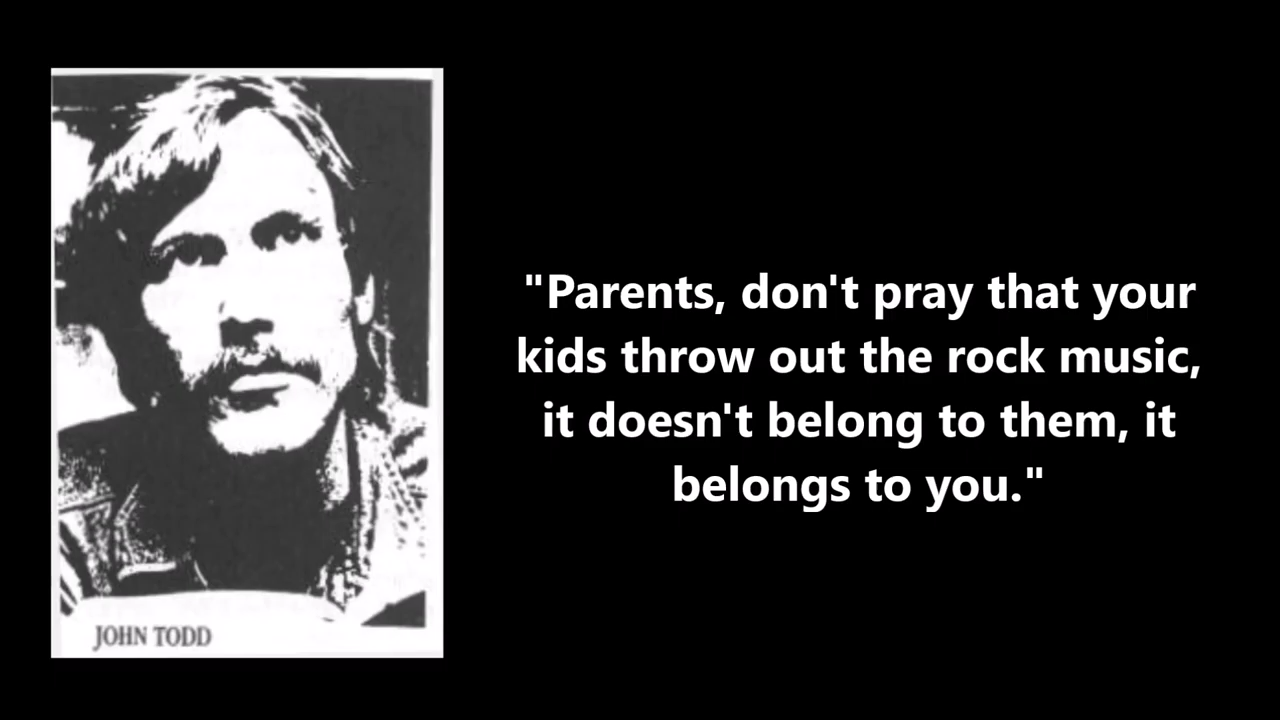 "Parents, don't pray that your
kids throw out the rock music,
it doesn't belong to them, it
belongs to you."
JOHN TODD